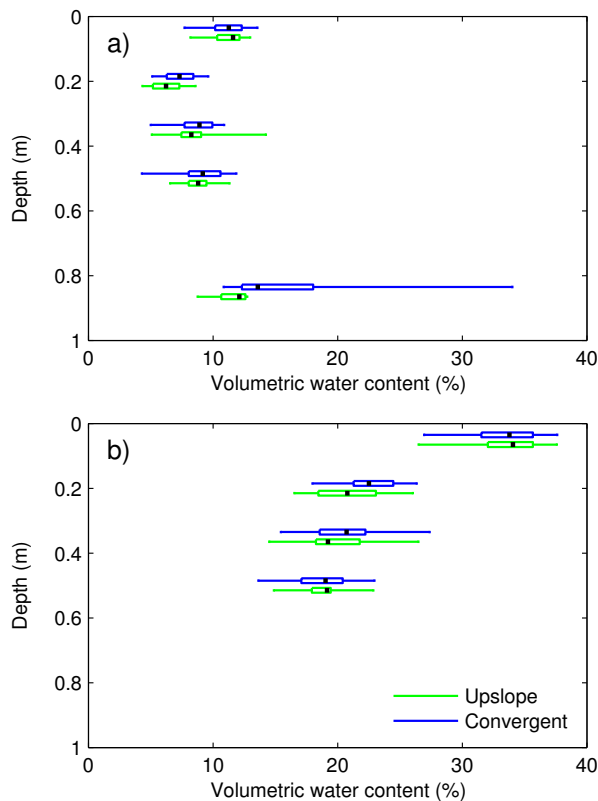 a)
0
0.2
0.4
0.6
0.8
1
Depth (m)
0 10 20 30 40
Volumetric water content (%)
b)
0
0.2
0.4
0.6
0.8
1
Depth (m)
Upslope
Convergent
0 10 20 30 40
Volumetric water content (%)